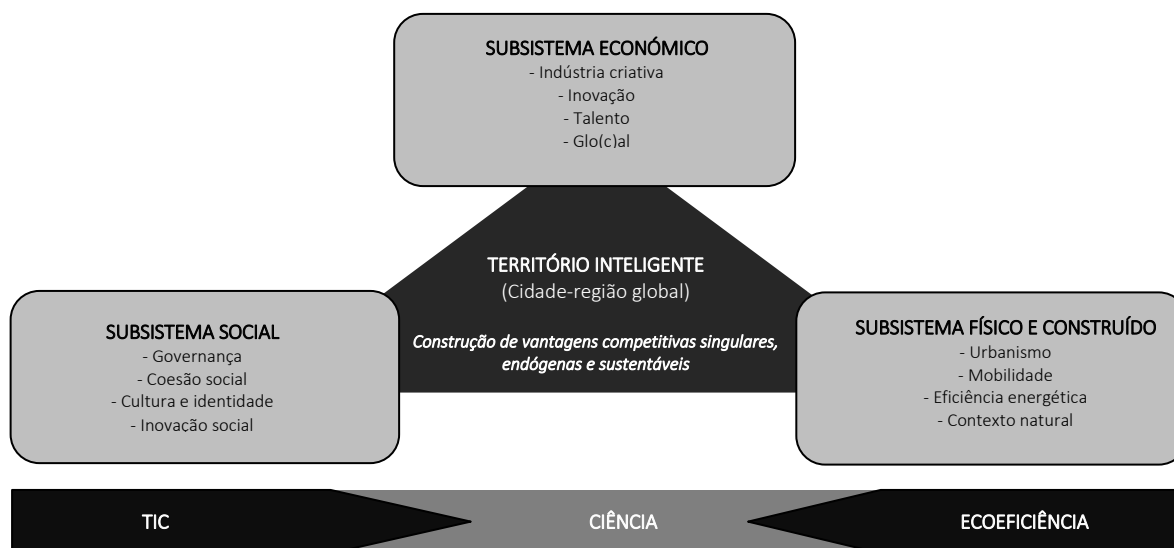 SUBSISTEMA ECONÓMICO
- Indústria criativa
- Inovação
- Talento
- Glo(c)al
TERRITÓRIO INTELIGENTE
(Cidade-região global)
Construção de vantagens competitivas singulares,
endógenas e sustentáveis
SUBSISTEMA SOCIAL
- Governança
- Coesão social
- Cultura e identidade
- Inovação social
SUBSISTEMA FÍSICO E CONSTRUÍDO
- Urbanismo
- Mobilidade
- Eficiência energética
- Contexto natural
TIC
CIÊNCIA
ECOEFICIÊNCIA